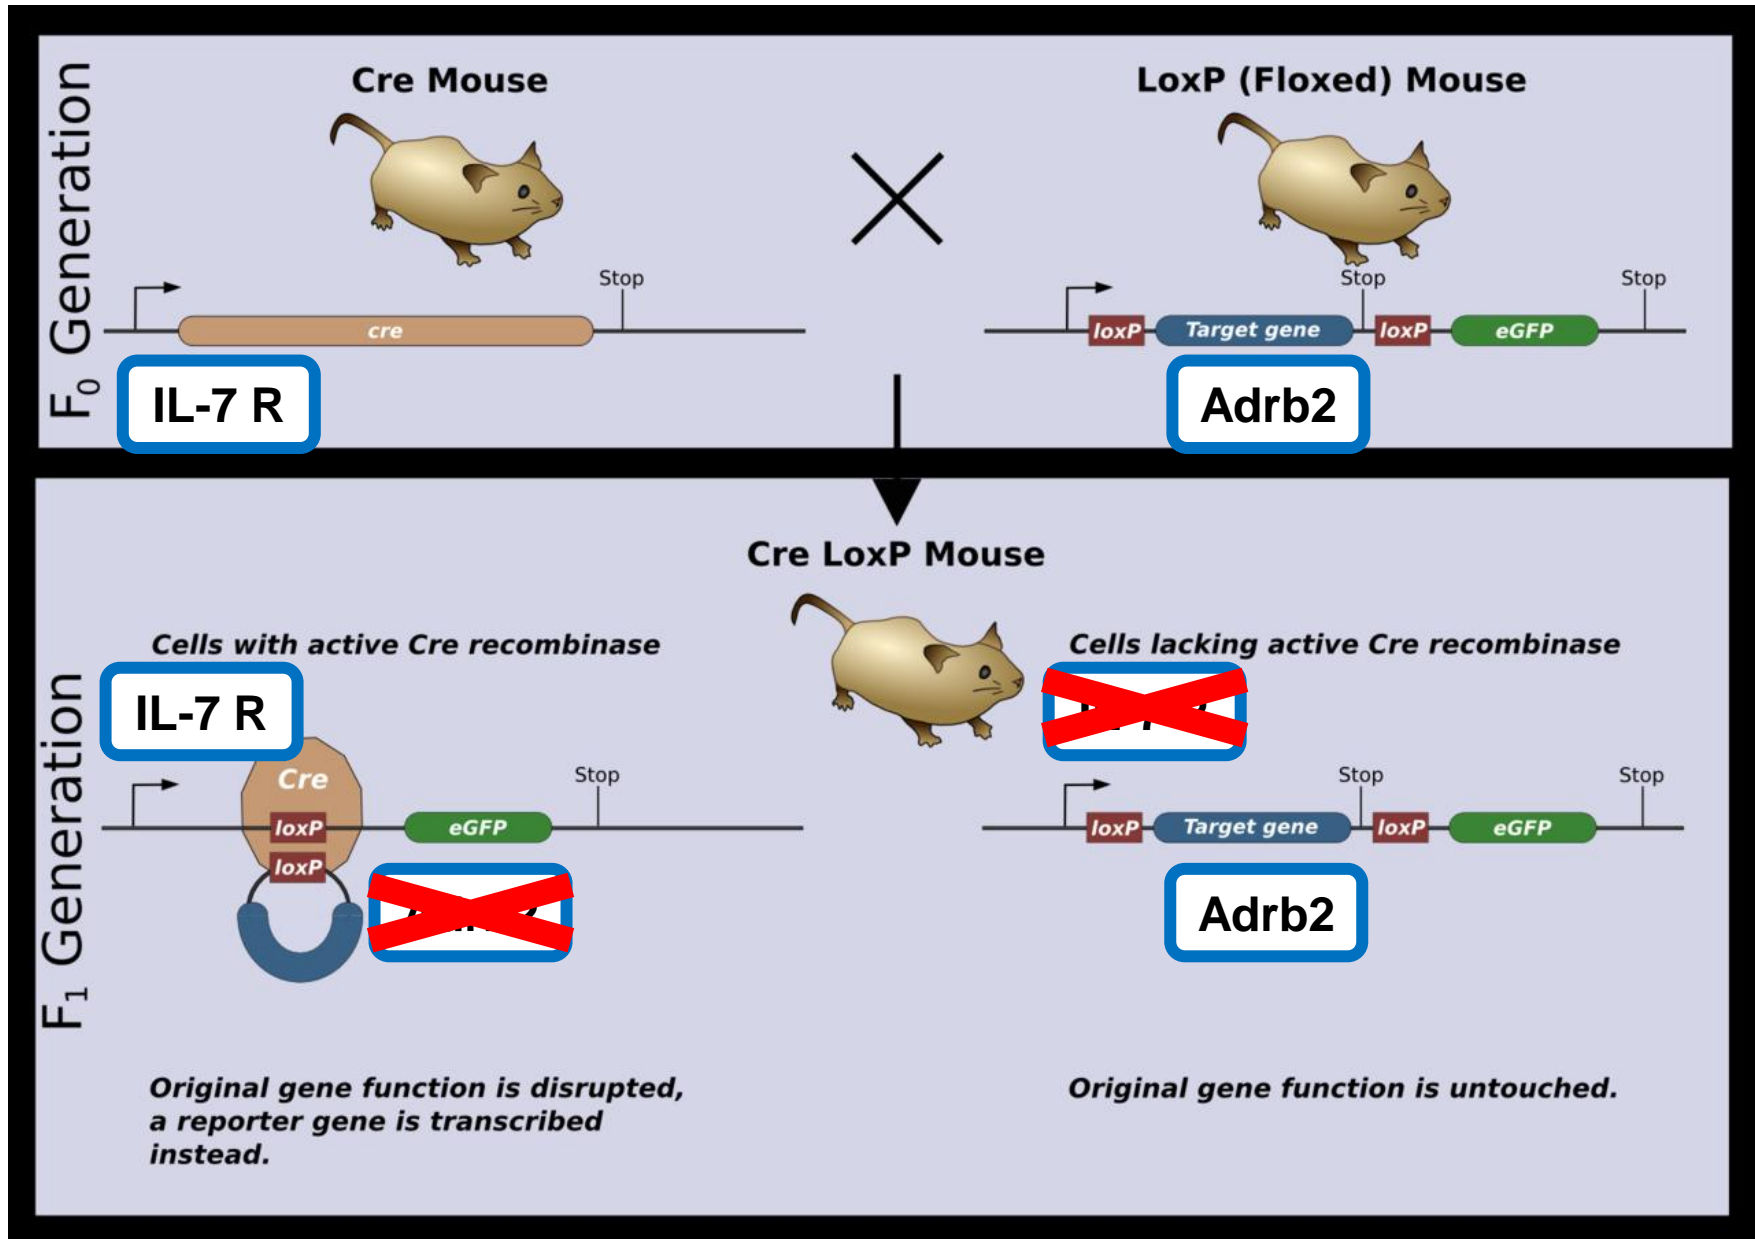 F0 Generation
Cre Mouse
LoxP (Floxed) Mouse
Stop
cre
IL-7 R
Stop
Stop
loxP
Target gene
loxP
eGFP
Adrb2
F1 Generation
Cre LoxP Mouse
Cells with active Cre recombinase
Cells lacking active Cre recombinase
IL-7 R
Cre
Stop
loxP
eGFP
loxP
Stop
Stop
loxP
Target gene
loxP
eGFP
Adrb2
Original gene function is disrupted,
a reporter gene is transcribed
instead.
Original gene function is untouched.